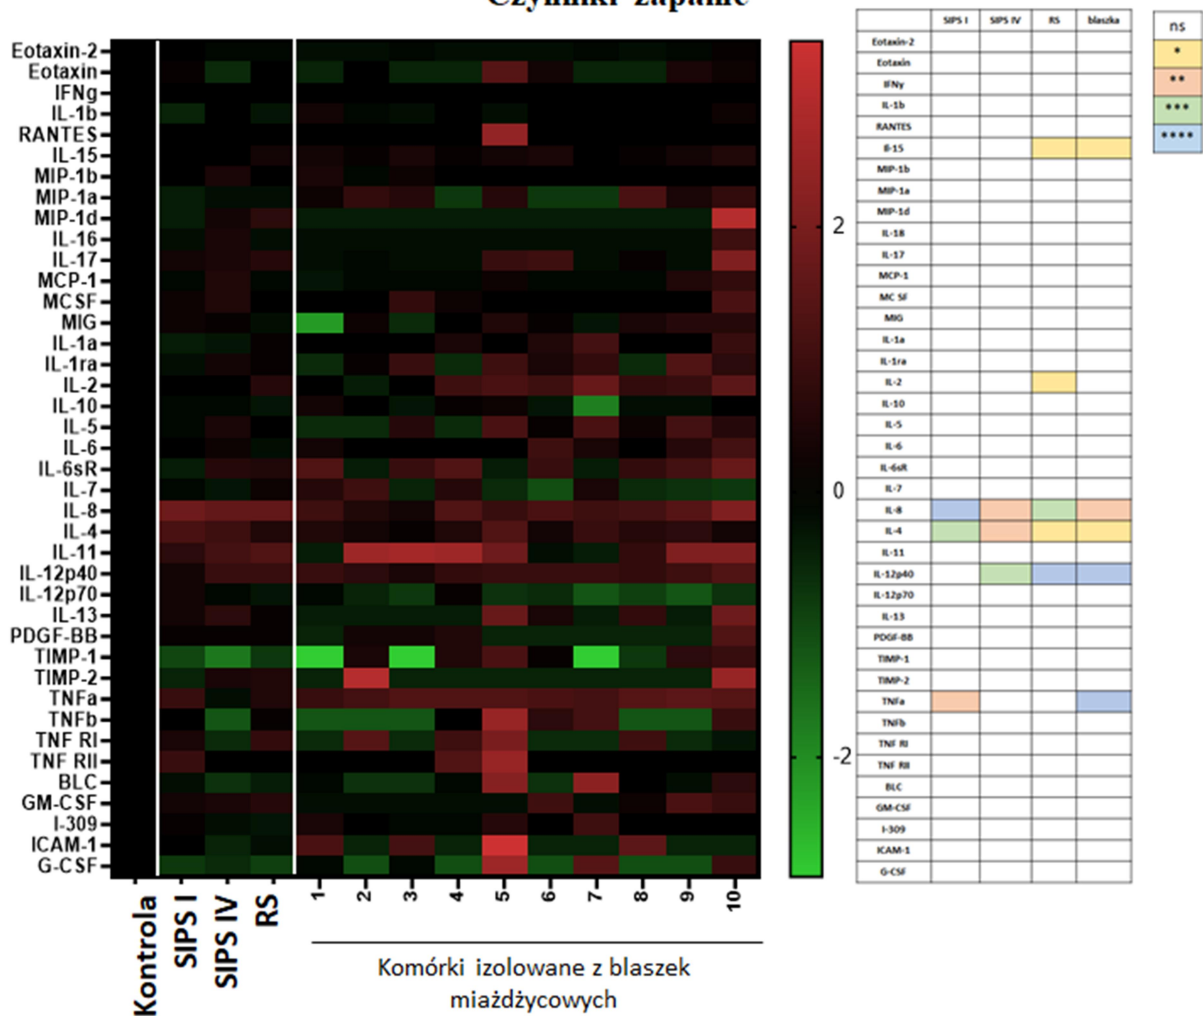 Eotaxin-2
Eotaxin
IFNg
IL-1b
RANTES
IL-15
MIP-1b
MIP-1a
MIP-1d
IL-16
IL-17
MCP-1
MCSF
MIG
IL-1a
IL-1ra
IL-2
IL-10
IL-5
IL-6
IL-6sR
IL-7
IL-8
IL-4
IL-11
IL-12p40
IL-12p70
IL-13
PDGF-BB
TIMP-1
TIMP-2
TNFa
TNFb
TNF RI
TNF RII
BLC
GM-CSF
I-309
ICAM-1
G-CSF
Kontrola
SIPS I
SIPS IV
RS
1 2 3 4 5 6 7 8 9 10
Komórki izolowane z blaszek
miażdżycowych
2
0
-2
SIPS I SIPS IV RS blaszka
Eotaxin-2
Eotaxin
IFNy
IL-1b
RANTES
Il-15
MIP-1b
MIP-1a
MIP-1d
IL-18
IL-17
MCP-1
MC SF
MIG
IL-1a
IL-1ra
IL-2
IL-10
IL-5
IL-6
IL-6sR
IL-7
IL-8
IL-4
IL-11
IL-12p40
IL-12p70
IL-13
PDGF-BB
TIMP-1
TIMP-2
TNFa
TNFb
TNF RI
TNF RII
BLC
GM-CSF
I-309
ICAM-1
G-CSF
ns
*
**
***
****